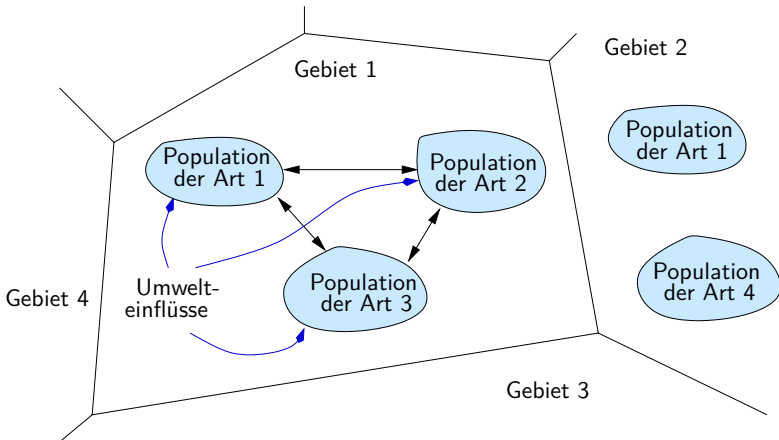 Gebiet 1
Gebiet 2
Population
der Art 1
Population
der Art 2
Population
der Art 1
Umwelt-
einflüsse
Population
der Art 3
Population
der Art 4
Gebiet 4
Gebiet 3